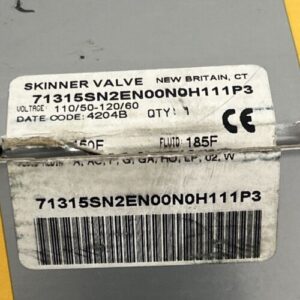 SKINNER VALVE NEW BRITAIN, CT
71315SN2EN00N0H111P3
VOLTAGE: 110/50-120/60
DATE CODE: 4204B QTY: 1
CE
FLUID 185F
A, AC, F, G, GA, HO, LP, O2, W
71315SN2EN00N0H111P3